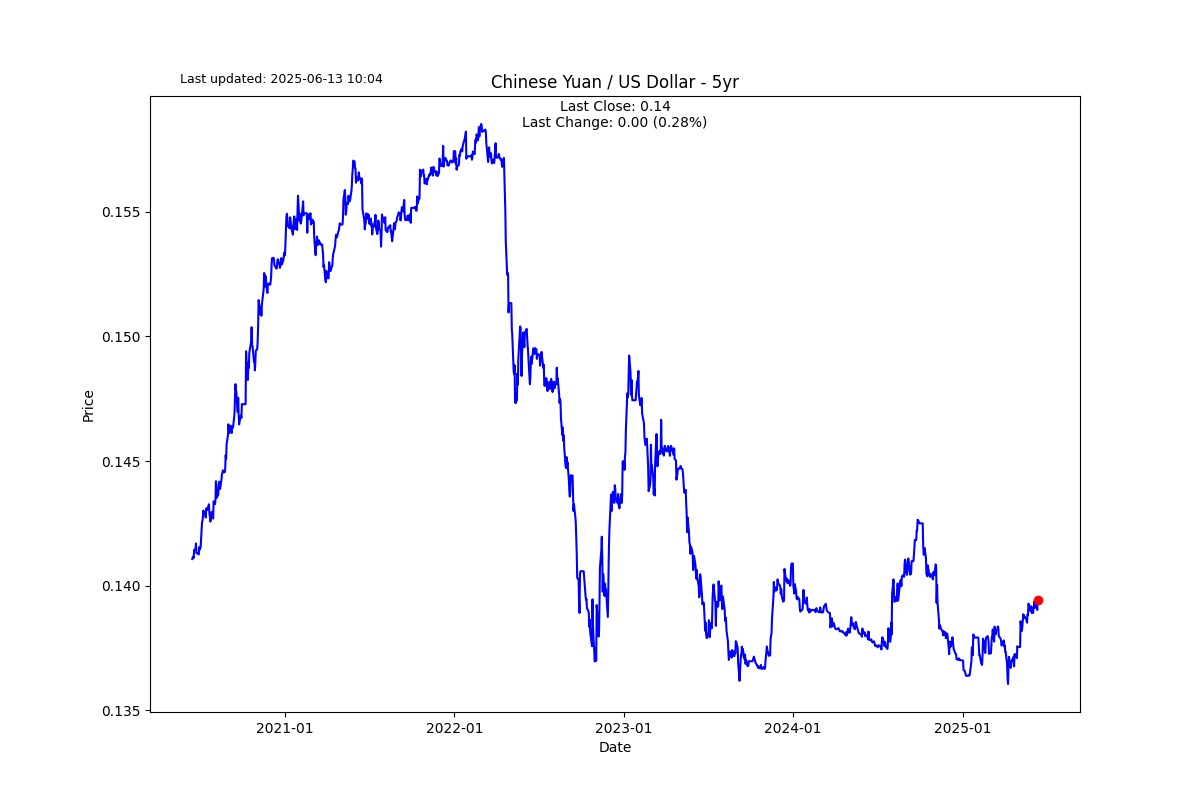 Last updated: 2025-06-13 10:04
Chinese Yuan / US Dollar - 5yr
Last Close: 0.14
Last Change: 0.00 (0.28%)
0.155
0.150
0.145
0.140
0.135
Price
2021-01
2022-01
2023-01
2024-01
2025-01
Date